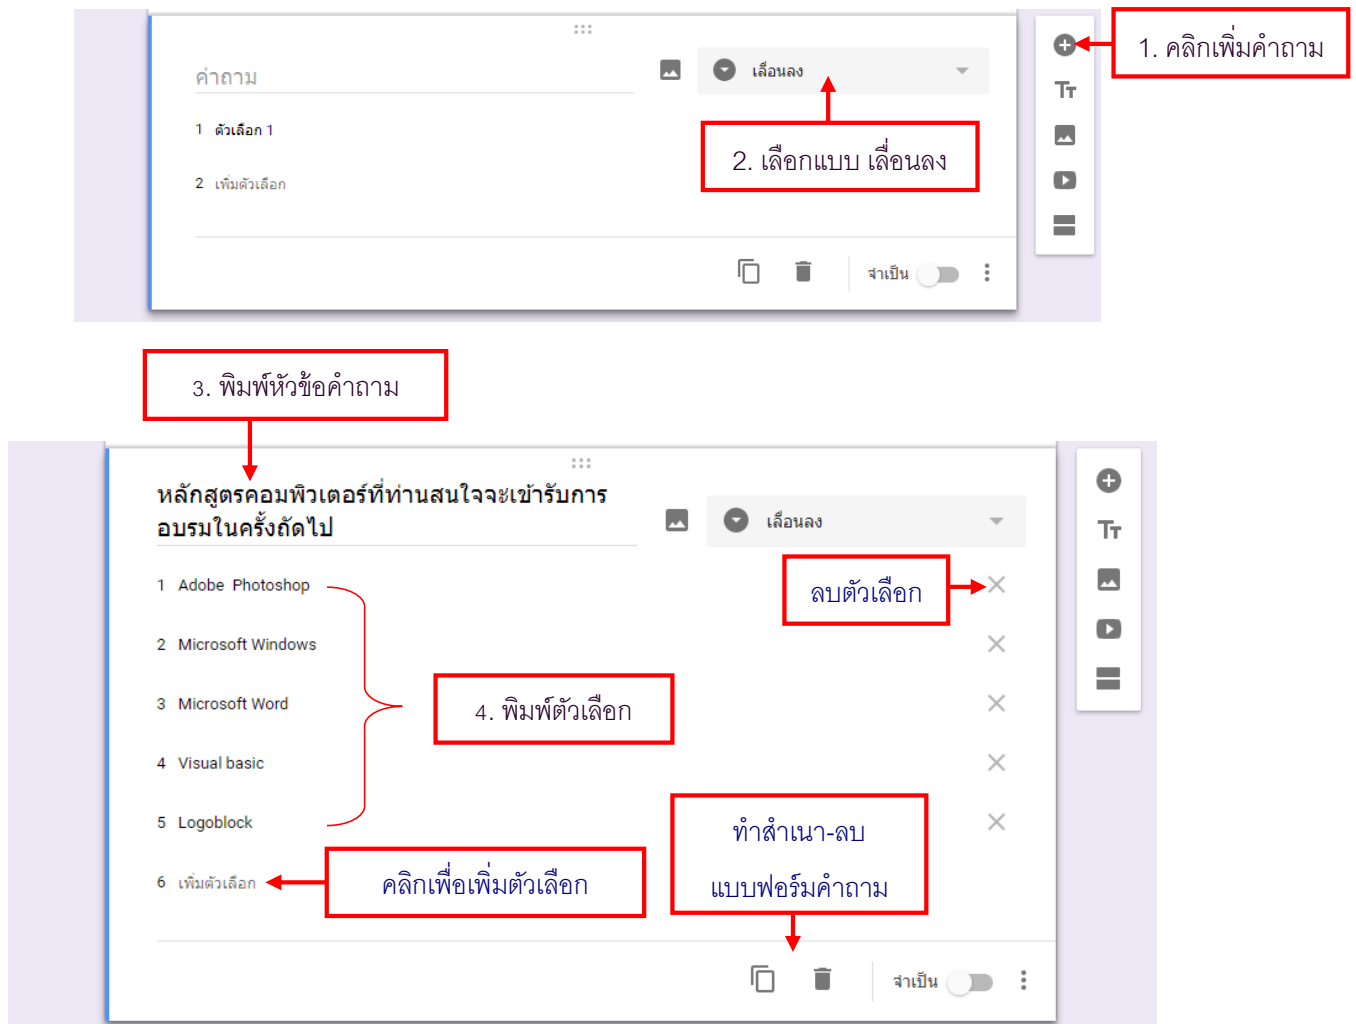 1. คลิกเพิ่มคำถาม
คำถาม
เลื่อนลง
Tт
1 ตัวเลือก 1
2. เลือกแบบ เลื่อนลง
2 เพิ่มตัวเลือก
จำเป็น
3. พิมพ์หัวข้อคำถาม
หลักสูตรคอมพิวเตอร์ที่ท่านสนใจจะเข้ารับการ
อบรมในครั้งถัดไป
เลื่อนลง
Tт
1 Adobe Photoshop
ลบตัวเลือก
2 Microsoft Windows
3 Microsoft Word
4. พิมพ์ตัวเลือก
4 Visual basic
5 Logoblock
ทำสำเนา-ลบ
แบบฟอร์มคำถาม
6 เพิ่มตัวเลือก
คลิกเพื่อเพิ่มตัวเลือก
จำเป็น